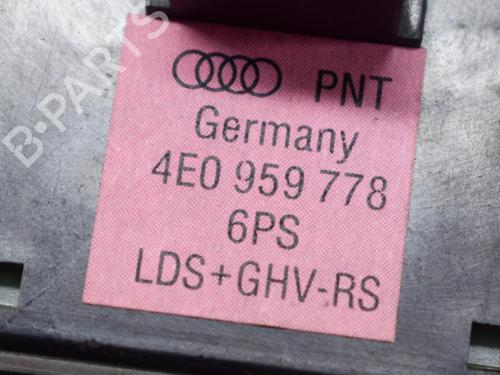 B-PARTS
PNT
Germany
4E0 959 778
6PS
LDS+GHV-RS